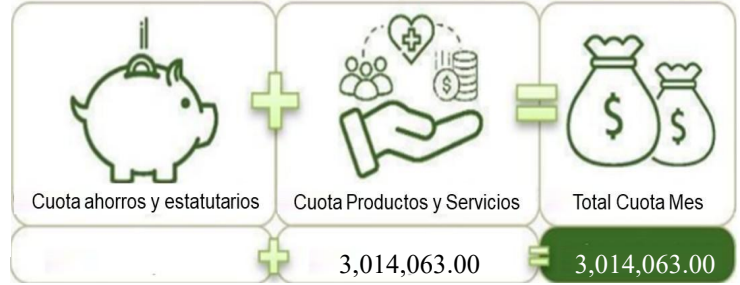 Cuota ahorros y estatutarios
Cuota Productos y Servicios
Total Cuota Mes
+ 3,014,063.00 = 3,014,063.00